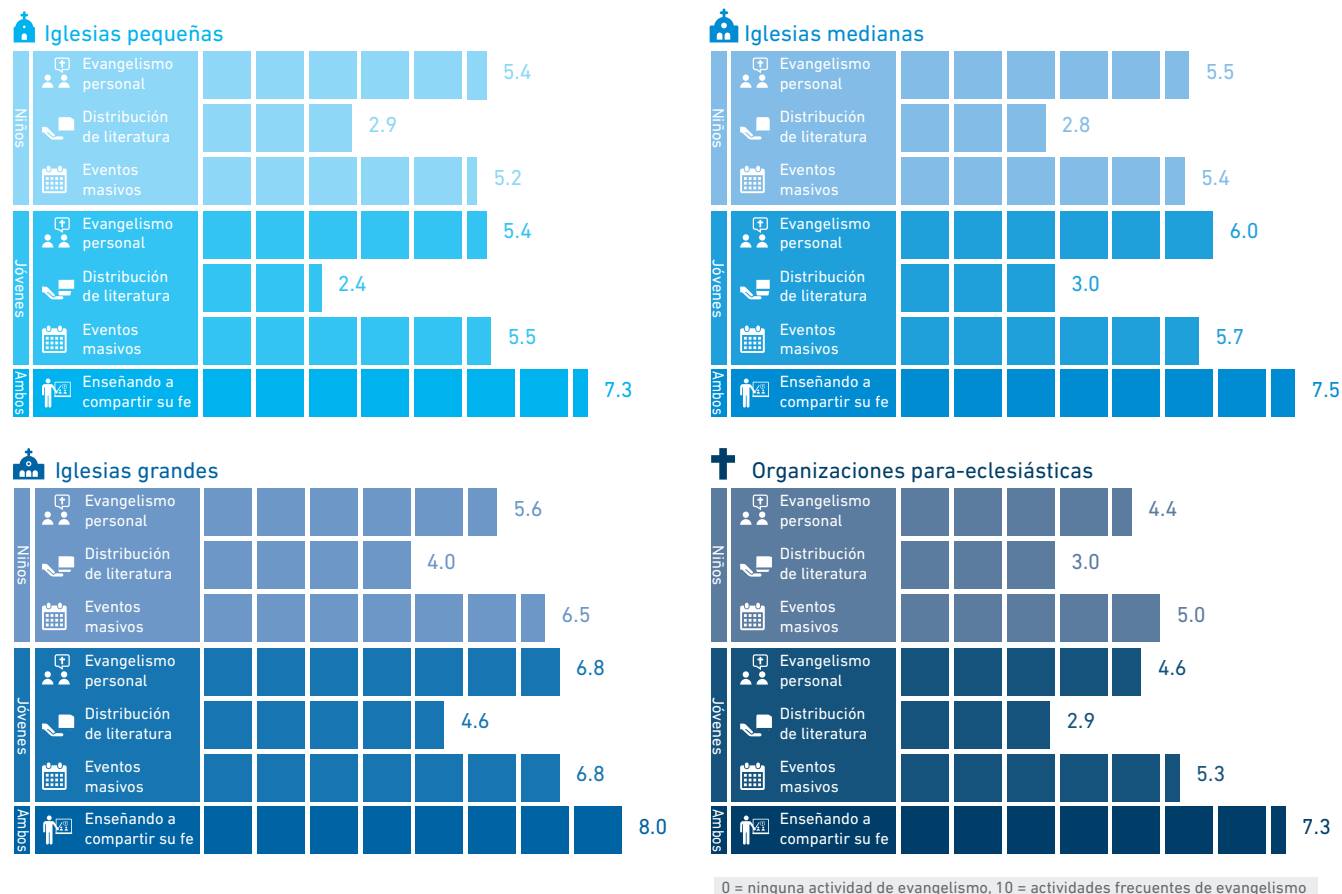 Iglesias pequeñas
Niños
Evangelismo
personal
5.4
Distribución
de literatura
2.9
Eventos
masivos
5.2
Jóvenes
Evangelismo
personal
5.4
Distribución
de literatura
2.4
Eventos
masivos
5.5
Ambos
Enseñando a
compartir su fe
7.3
Iglesias medianas
Niños
Evangelismo
personal
5.5
Distribución
de literatura
2.8
Eventos
masivos
5.4
Jóvenes
Evangelismo
personal
6.0
Distribución
de literatura
3.0
Eventos
masivos
5.7
Ambos
Enseñando a
compartir su fe
7.5
Iglesias grandes
Niños
Evangelismo
personal
5.6
Distribución
de literatura
4.0
Eventos
masivos
6.5
Jóvenes
Evangelismo
personal
6.8
Distribución
de literatura
4.6
Eventos
masivos
6.8
Ambos
Enseñando a
compartir su fe
8.0
Organizaciones para-eclesiásticas
Niños
Evangelismo
personal
4.4
Distribución
de literatura
3.0
Eventos
masivos
5.0
Jóvenes
Evangelismo
personal
4.6
Distribución
de literatura
2.9
Eventos
masivos
5.3
Ambos
Enseñando a
compartir su fe
7.3
0 = ninguna actividad de evangelismo, 10 = actividades frecuentes de evangelismo